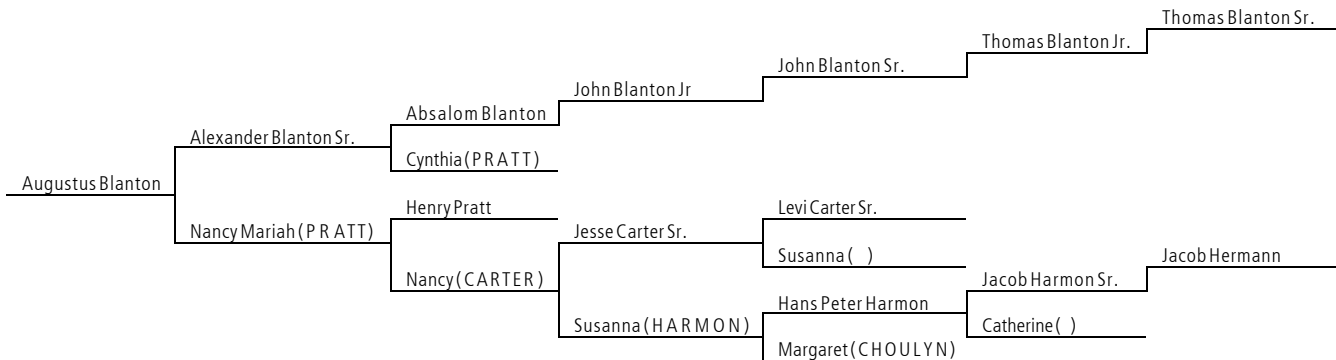 Thomas Blanton Sr.
Thomas Blanton Jr.
John Blanton Sr.
John Blanton Jr
Absalom Blanton
Alexander Blanton Sr.
Cynthia (PRATT)
Augustus Blanton
Henry Pratt
Levi Carter Sr.
Nancy Mariah (PRATT)
Jesse Carter Sr.
Susanna ( )
Jacob Hermann
Nancy (CARTER)
Jacob Harmon Sr.
Hans Peter Harmon
Susanna (HARMON)
Catherine ( )
Margaret (CHOULYN)